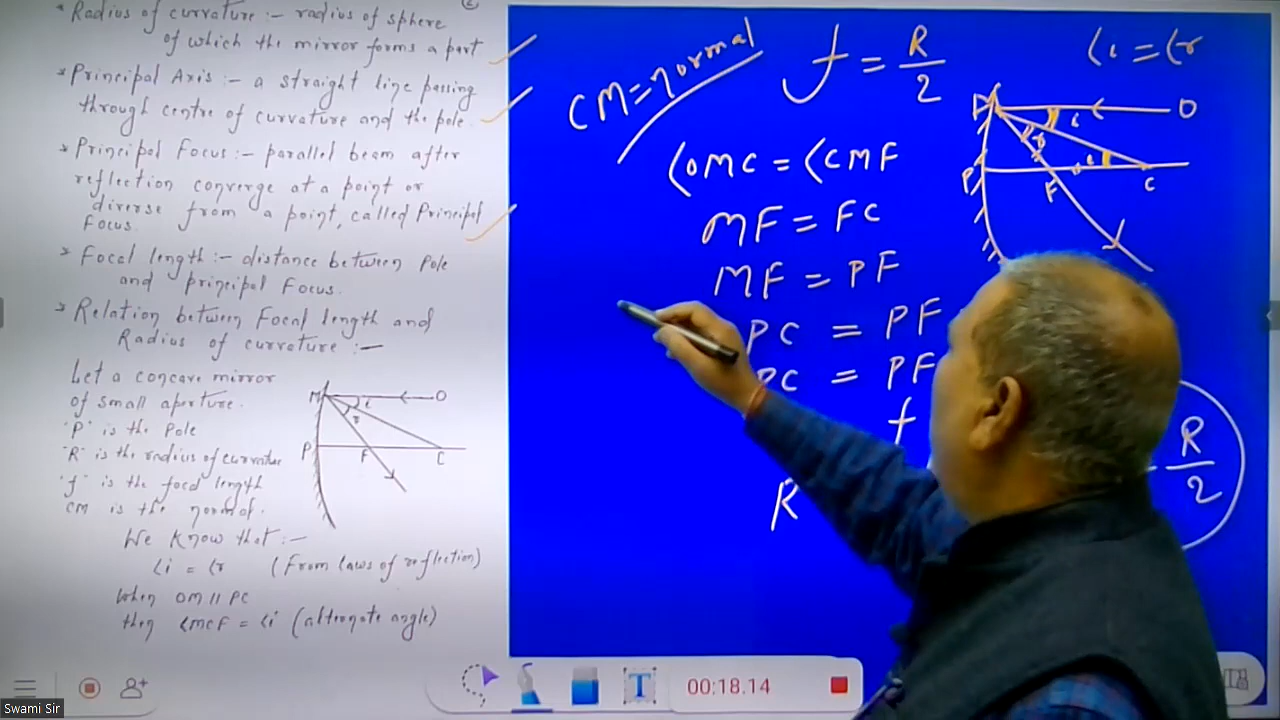 * Radius of curvature :- radius of sphere
of which the mirror forms a part
* Principal Axis :- a straight line passing
through centre of curvature and the pole.
* Principal Focus :- parallel beam after
reflection converge at a point or
diverse from a point, called Principal
Focus.
* Focal length :- distance between Pole
and principal Focus.
* Relation between Focal length and
Radius of curvature :-
Let a concave mirror
of small aperture.
"P" is the Pole
"R" is the radius of curvature
"f" is the focal length
CM is the normal.
M
i
O
r
P
F
C
We know that :-
∠i = ∠r (From laws of reflection)
when OM || PC
then ∠MCF = ∠i (alternate angle)
CM = normal
f = R/2
∠i = ∠r
∠OMC = ∠CMF
MF = FC
MF = PF
PC = PF
PC = PF
f
R
R/2
i
O
r
P
F
C
T
00:18.14
Swami Sir